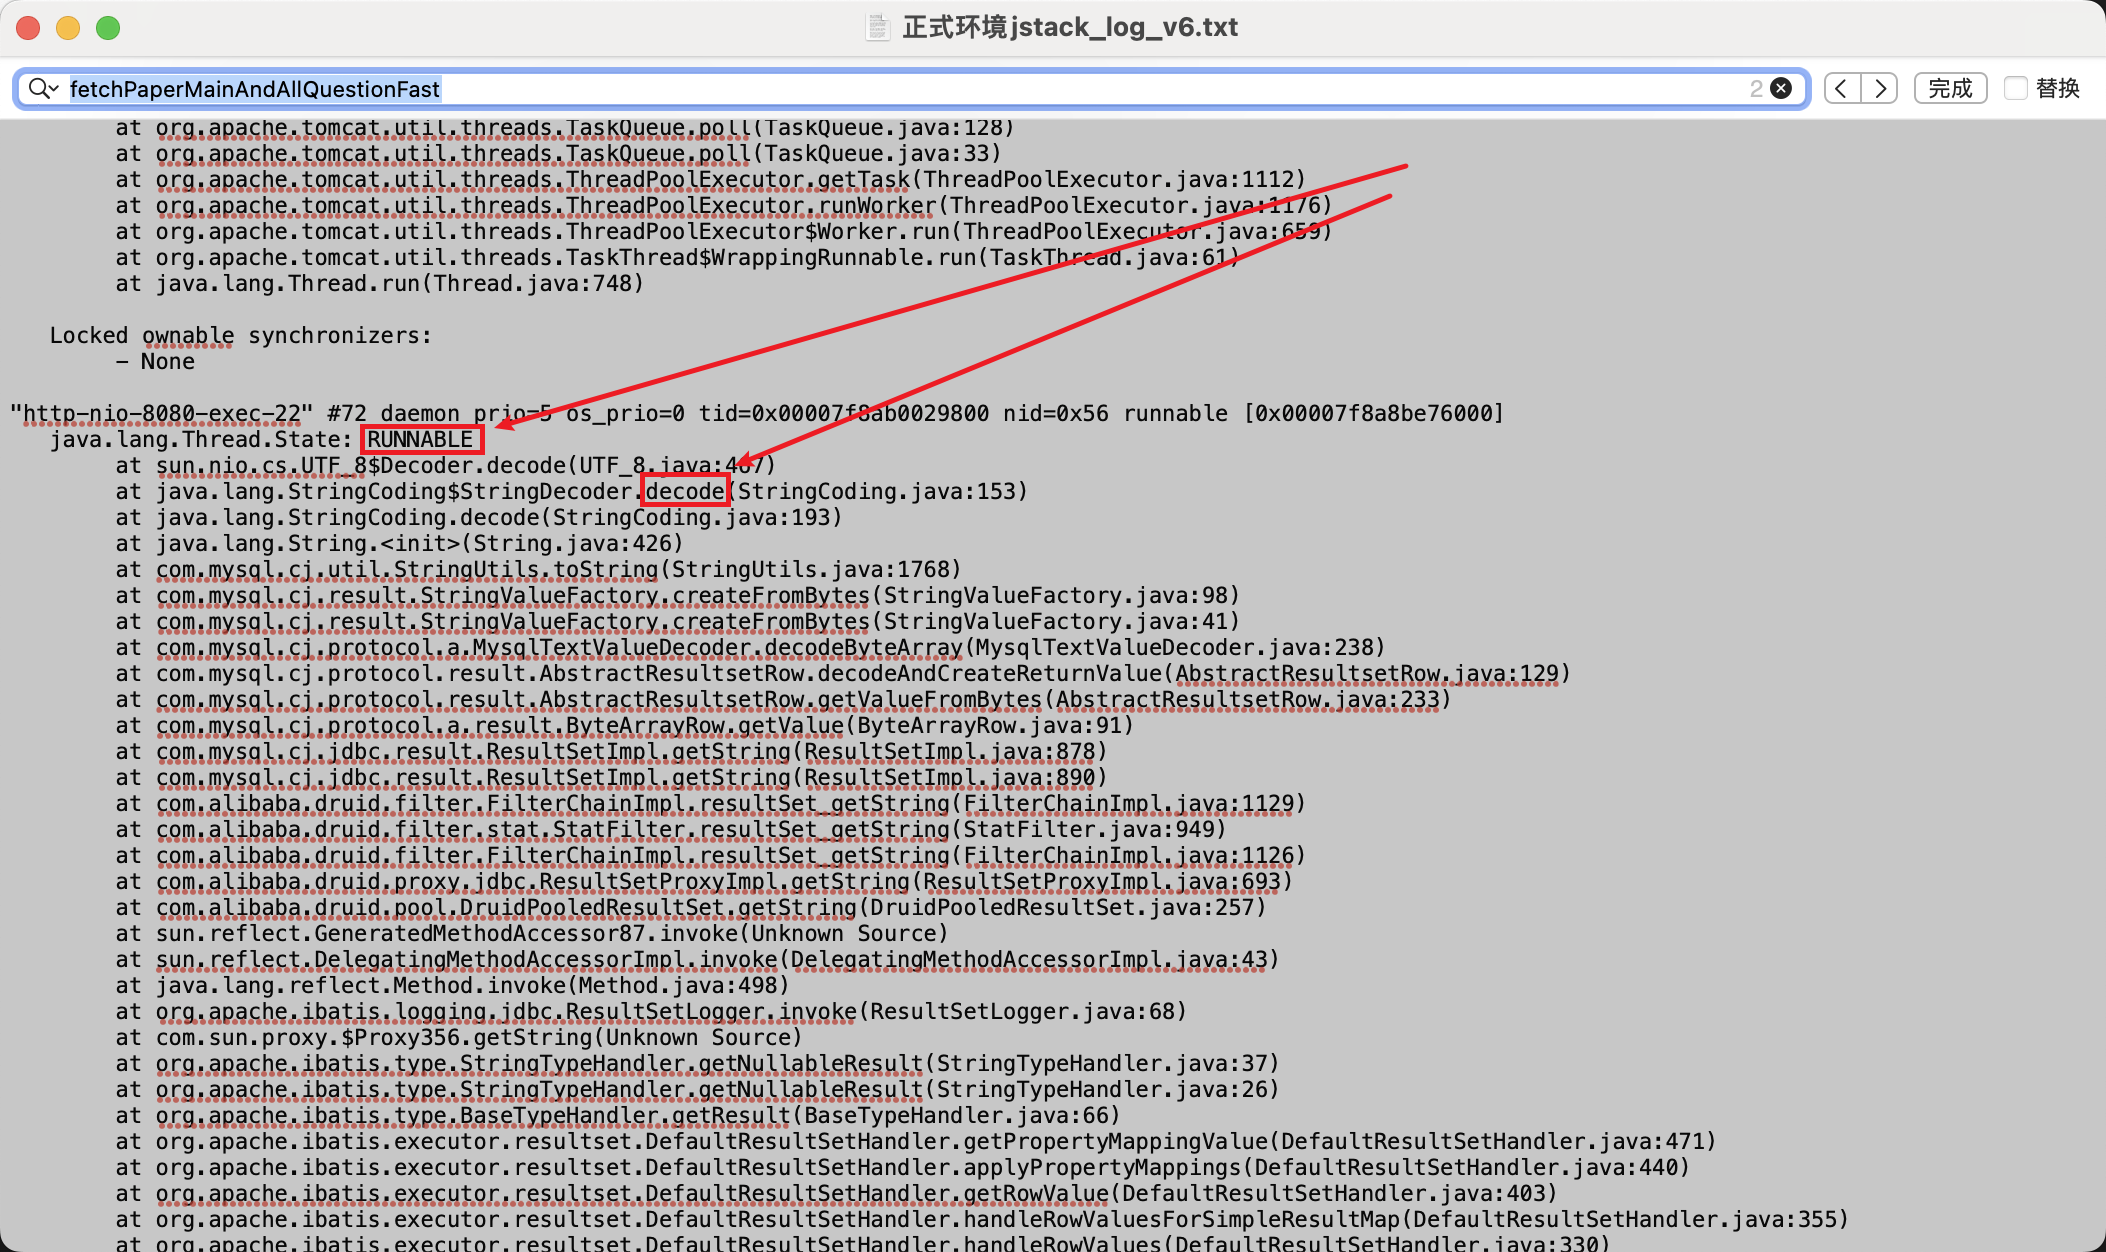 正式环境jstack_log_v6.txt
fetchPaperMainAndAllQuestionFast 2 完成 替换
at org.apache.tomcat.util.threads.TaskQueue.poll(TaskQueue.java:128)
at org.apache.tomcat.util.threads.TaskQueue.poll(TaskQueue.java:33)
at org.apache.tomcat.util.threads.ThreadPoolExecutor.getTask(ThreadPoolExecutor.java:1112)
at org.apache.tomcat.util.threads.ThreadPoolExecutor.runWorker(ThreadPoolExecutor.java:1176)
at org.apache.tomcat.util.threads.ThreadPoolExecutor$Worker.run(ThreadPoolExecutor.java:659)
at org.apache.tomcat.util.threads.TaskThread$WrappingRunnable.run(TaskThread.java:61)
at java.lang.Thread.run(Thread.java:748)
Locked ownable synchronizers:
- None
"http-nio-8080-exec-22" #72 daemon prio=5 os_prio=0 tid=0x00007f8ab0029800 nid=0x56 runnable [0x00007f8a8be76000]
java.lang.Thread.State: RUNNABLE
at sun.nio.cs.UTF_8$Decoder.decode(UTF_8.java:467)
at java.lang.StringCoding$StringDecoder.decode(StringCoding.java:153)
at java.lang.StringCoding.decode(StringCoding.java:193)
at java.lang.String.<init>(String.java:426)
at com.mysql.cj.util.StringUtils.toString(StringUtils.java:1768)
at com.mysql.cj.result.StringValueFactory.createFromBytes(StringValueFactory.java:98)
at com.mysql.cj.result.StringValueFactory.createFromBytes(StringValueFactory.java:41)
at com.mysql.cj.protocol.a.MysqlTextValueDecoder.decodeByteArray(MysqlTextValueDecoder.java:238)
at com.mysql.cj.protocol.result.AbstractResultsetRow.decodeAndCreateReturnValue(AbstractResultsetRow.java:129)
at com.mysql.cj.protocol.result.AbstractResultsetRow.getValueFromBytes(AbstractResultsetRow.java:233)
at com.mysql.cj.protocol.a.result.ByteArrayRow.getValue(ByteArrayRow.java:91)
at com.mysql.cj.jdbc.result.ResultSetImpl.getString(ResultSetImpl.java:878)
at com.mysql.cj.jdbc.result.ResultSetImpl.getString(ResultSetImpl.java:890)
at com.alibaba.druid.filter.FilterChainImpl.resultSet_getString(FilterChainImpl.java:1129)
at com.alibaba.druid.filter.stat.StatFilter.resultSet_getString(StatFilter.java:949)
at com.alibaba.druid.filter.FilterChainImpl.resultSet_getString(FilterChainImpl.java:1126)
at com.alibaba.druid.proxy.jdbc.ResultSetProxyImpl.getString(ResultSetProxyImpl.java:693)
at com.alibaba.druid.pool.DruidPooledResultSet.getString(DruidPooledResultSet.java:257)
at sun.reflect.GeneratedMethodAccessor87.invoke(Unknown Source)
at sun.reflect.DelegatingMethodAccessorImpl.invoke(DelegatingMethodAccessorImpl.java:43)
at java.lang.reflect.Method.invoke(Method.java:498)
at org.apache.ibatis.logging.jdbc.ResultSetLogger.invoke(ResultSetLogger.java:68)
at com.sun.proxy.$Proxy356.getString(Unknown Source)
at org.apache.ibatis.type.StringTypeHandler.getNullableResult(StringTypeHandler.java:37)
at org.apache.ibatis.type.StringTypeHandler.getNullableResult(StringTypeHandler.java:26)
at org.apache.ibatis.type.BaseTypeHandler.getResult(BaseTypeHandler.java:66)
at org.apache.ibatis.executor.resultset.DefaultResultSetHandler.getPropertyMappingValue(DefaultResultSetHandler.java:471)
at org.apache.ibatis.executor.resultset.DefaultResultSetHandler.applyPropertyMappings(DefaultResultSetHandler.java:440)
at org.apache.ibatis.executor.resultset.DefaultResultSetHandler.getRowValue(DefaultResultSetHandler.java:403)
at org.apache.ibatis.executor.resultset.DefaultResultSetHandler.handleRowValuesForSimpleResultMap(DefaultResultSetHandler.java:355)
at org.apache.ibatis.executor.resultset.DefaultResultSetHandler.handleRowValues(DefaultResultSetHandler.java:330)